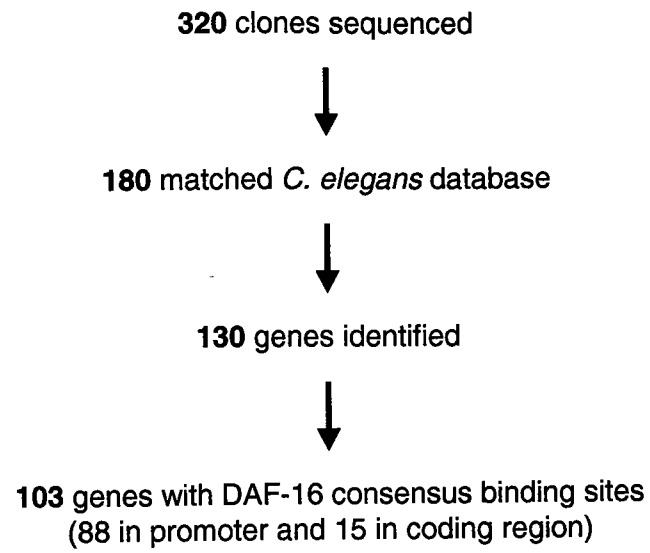 320 clones sequenced
180 matched C. elegans database
130 genes identified
103 genes with DAF-16 consensus binding sites
(88 in promoter and 15 in coding region)